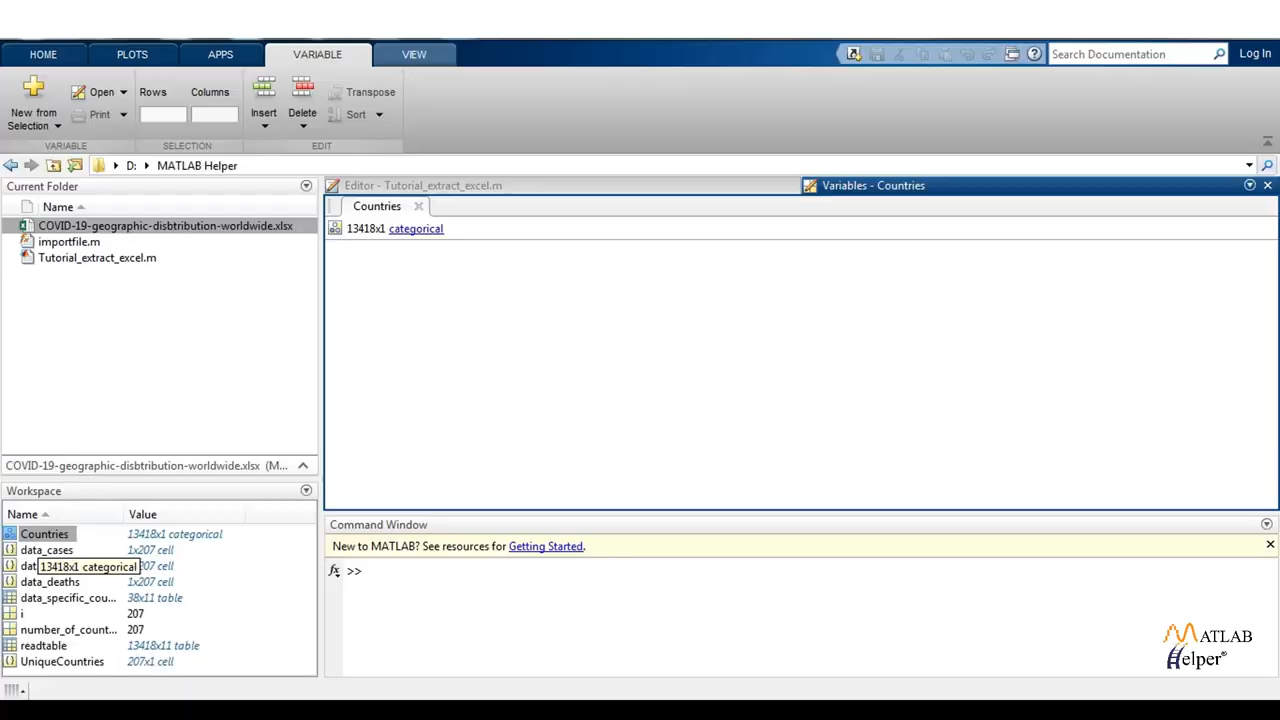 HOME PLOTS APPS VARIABLE VIEW Search Documentation Log In
New from Selection
Open
Print
Rows Columns
Insert
Delete
Transpose
Sort
VARIABLE SELECTION EDIT
D: MATLAB Helper
Current Folder
Name
COVID-19-geographic-disbtribution-worldwide.xlsx
importfile.m
Tutorial_extract_excel.m
COVID-19-geographic-disbtribution-worldwide.xlsx (M...
Editor - Tutorial_extract_excel.m
Variables - Countries
Countries
13418x1 categorical
Workspace
Name Value
Countries 13418x1 categorical
data_cases 1x207 cell
dat 207 cell
13418x1 categorical
data_deaths 1x207 cell
data_specific_cou... 38x11 table
i 207
number_of_count... 207
readtable 13418x11 table
UniqueCountries 207x1 cell
Command Window
New to MATLAB? See resources for Getting Started.
fx >>
MATLAB
Helper®